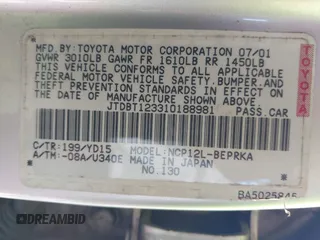 MFD.BY: TOYOTA MOTOR CORPORATION 07/01
GVWR 3010LB GAWR FR 1610LB RR 1450LB
THIS VEHICLE CONFORMS TO ALL APPLICABLE
FEDERAL MOTOR VEHICLE SAFETY, BUMPER, AND
THEFT PREVENTION STANDARDS IN EFFECT ON
THE DATE OF MANUFACTURE SHOWN ABOVE.
JTDBT123310188981 PASS.CAR
C/TR: 199/YD15 MODEL: NCP12L-BEPRKA
A/TM: -08A/U340E MADE IN JAPAN
NO.130
TOYOTA
BA5025845
DREAMBID